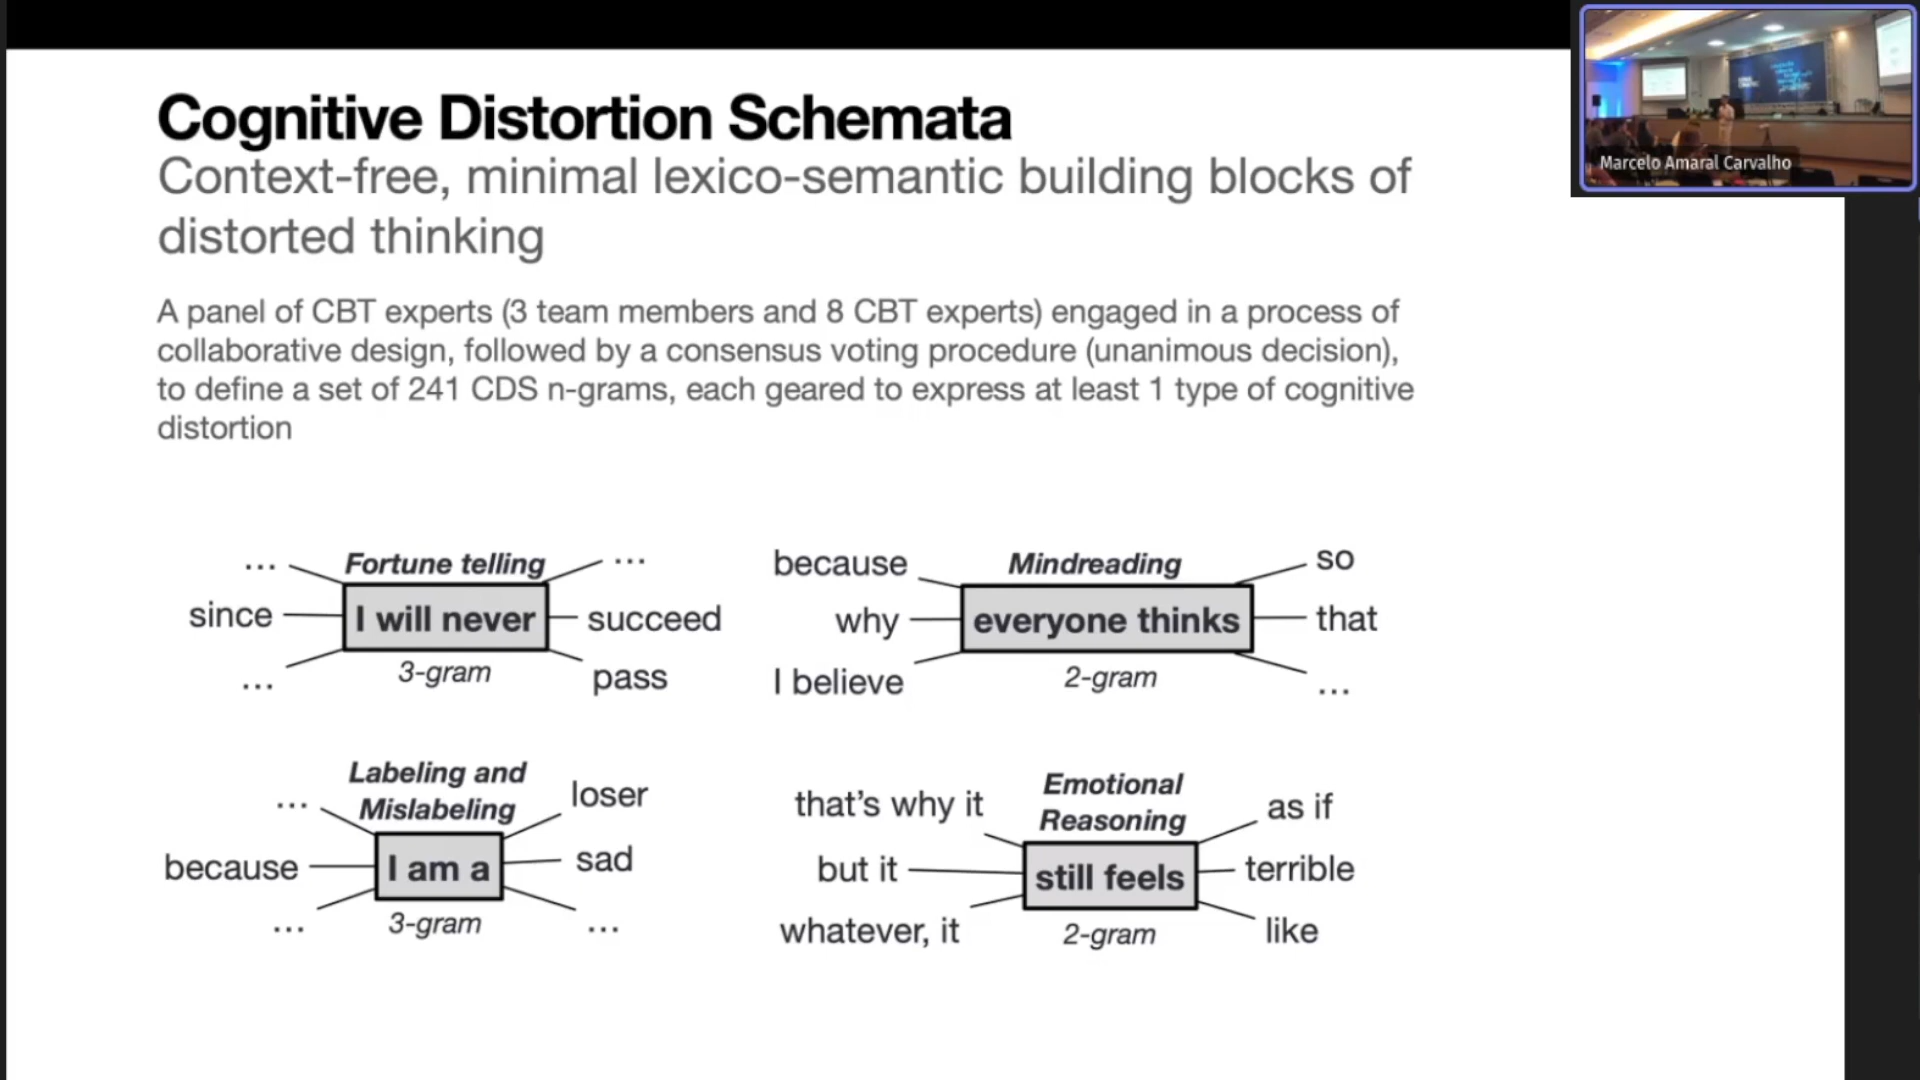 Cognitive Distortion Schemata
Context-free, minimal lexico-semantic building blocks of
distorted thinking
A panel of CBT experts (3 team members and 8 CBT experts) engaged in a process of
collaborative design, followed by a consensus voting procedure (unanimous decision),
to define a set of 241 CDS n-grams, each geared to express at least 1 type of cognitive
distortion
Fortune telling
...
...
since
I will never
succeed
...
3-gram
pass
Mindreading
because
so
why
everyone thinks
that
I believe
2-gram
...
Labeling and
Mislabeling
...
loser
because
I am a
sad
...
3-gram
...
Emotional
Reasoning
that's why it
as if
but it
still feels
terrible
whatever, it
2-gram
like
Marcelo Amaral Carvalho